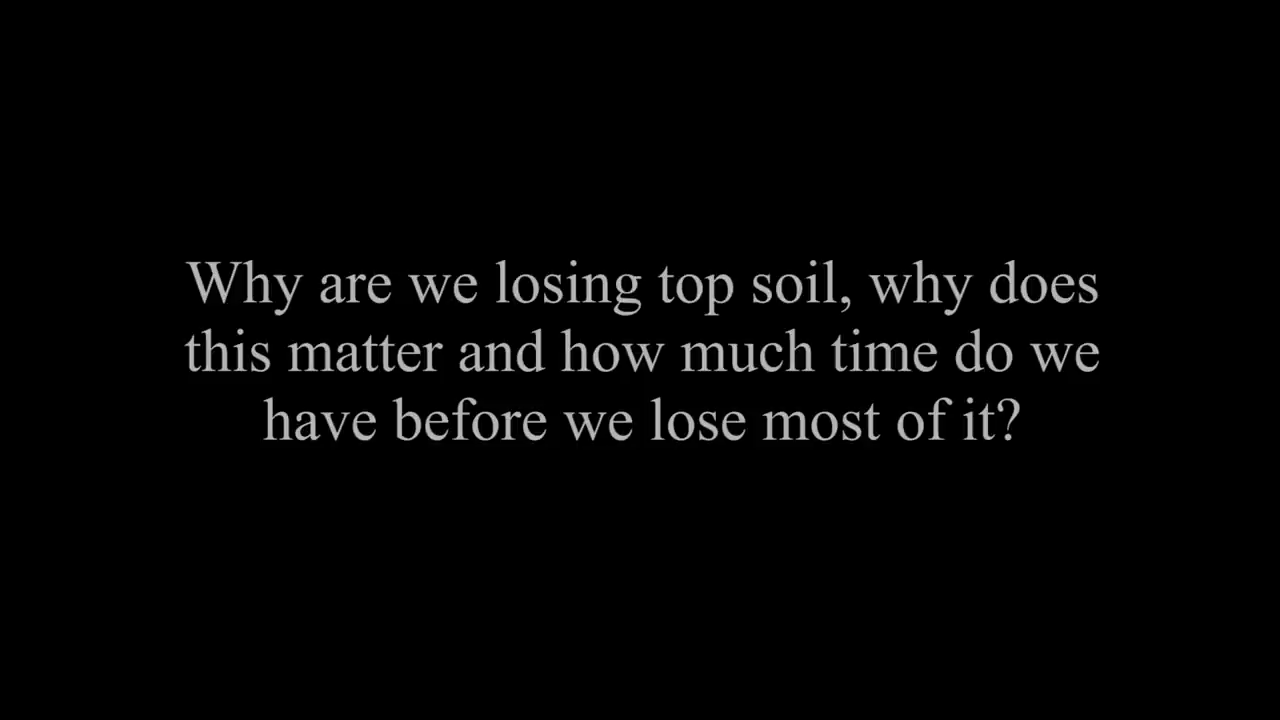 Why are we losing top soil, why does
this matter and how much time do we
have before we lose most of it?